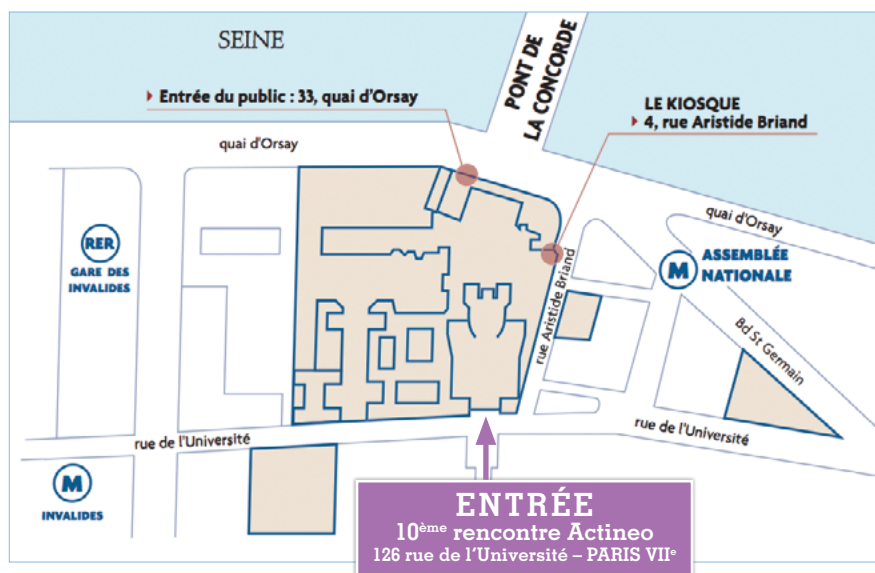 SEINE
PONT DE
LA CONCORDE
Entrée du public : 33, quai d'Orsay
LE KIOSQUE
4, rue Aristide Briand
quai d'Orsay
quai d'Orsay
RER
GARE DES
INVALIDES
M
ASSEMBLÉE
NATIONALE
rue Aristide Briand
Bd St Germain
rue de l'Université
rue de l'Université
M
INVALIDES
ENTRÉE
10ème rencontre Actineo
126 rue de l'Université – PARIS VIIe